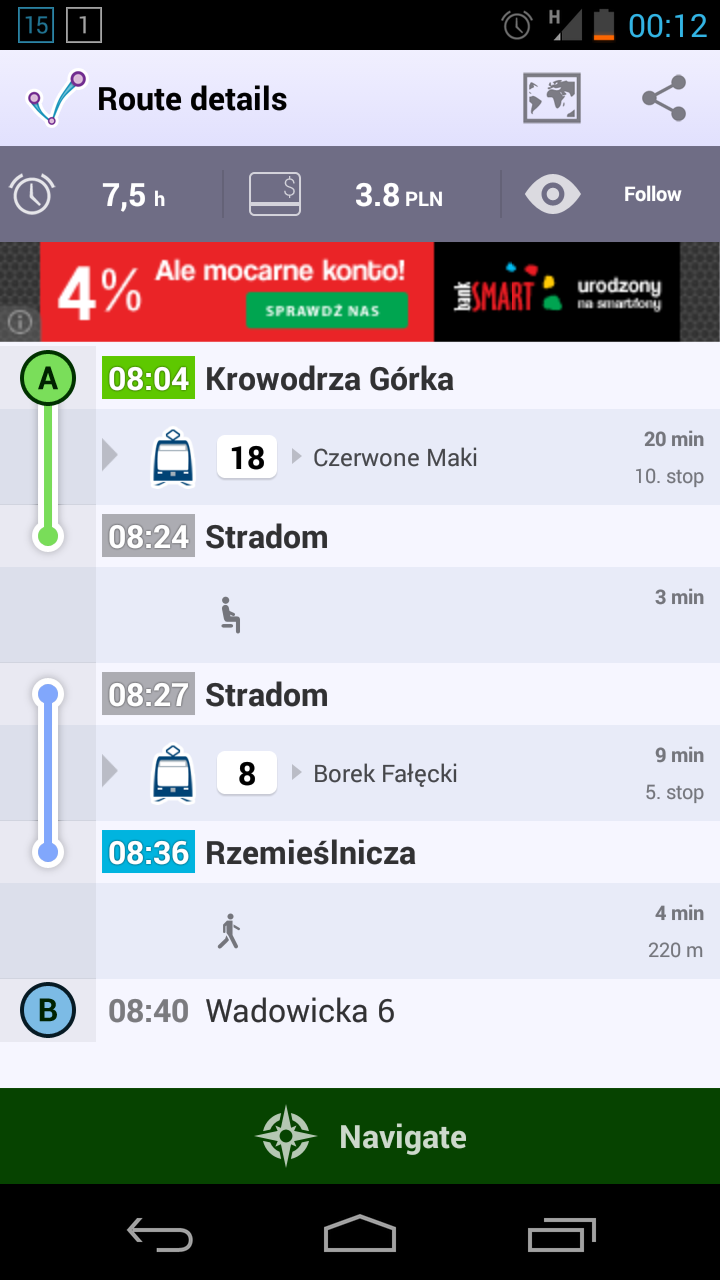 15 1 H 00:12
Route details
7,5 h $ 3.8 PLN Follow
4% Ale mocarne konto!
SPRAWDŹ NAS
bank SMART
urodzony
na smartfony
A 08:04 Krowodrza Górka
18 Czerwone Maki
20 min
10. stop
08:24 Stradom
3 min
08:27 Stradom
8 Borek Fałęcki
9 min
5. stop
08:36 Rzemieślnicza
4 min
220 m
B 08:40 Wadowicka 6
Navigate